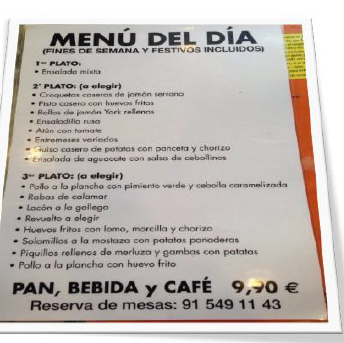 MENÚ DEL DÍA
(FINES DE SEMANA Y FESTIVOS INCLUIDOS)
1er PLATO:
• Ensalada mixta
2º PLATO: (a elegir)
• Croquetas caseras de jamón serrano
• Pisto casero con huevos fritos
• Rollos de jamón York rellenos
• Ensaladilla rusa
• Atún con tomate
• Entremeses variados
• Guiso casero de patatas con panceta y chorizo
• Ensalada de aguacate con salsa de cebollinos
3er PLATO: (a elegir)
• Pollo a la plancha con pimiento verde y cebolla caramelizada
• Rabas de calamar
• Lacón a la gallega
• Revuelto a elegir
• Huevos fritos con lomo, morcilla y chorizo
• Solomillos a la mostaza con patatas panaderas
• Piquillos rellenos de merluza y gambas con patatas
• Pollo a la plancha con huevo frito
PAN, BEBIDA y CAFÉ 9,90 €
Reserva de mesas: 91 549 11 43